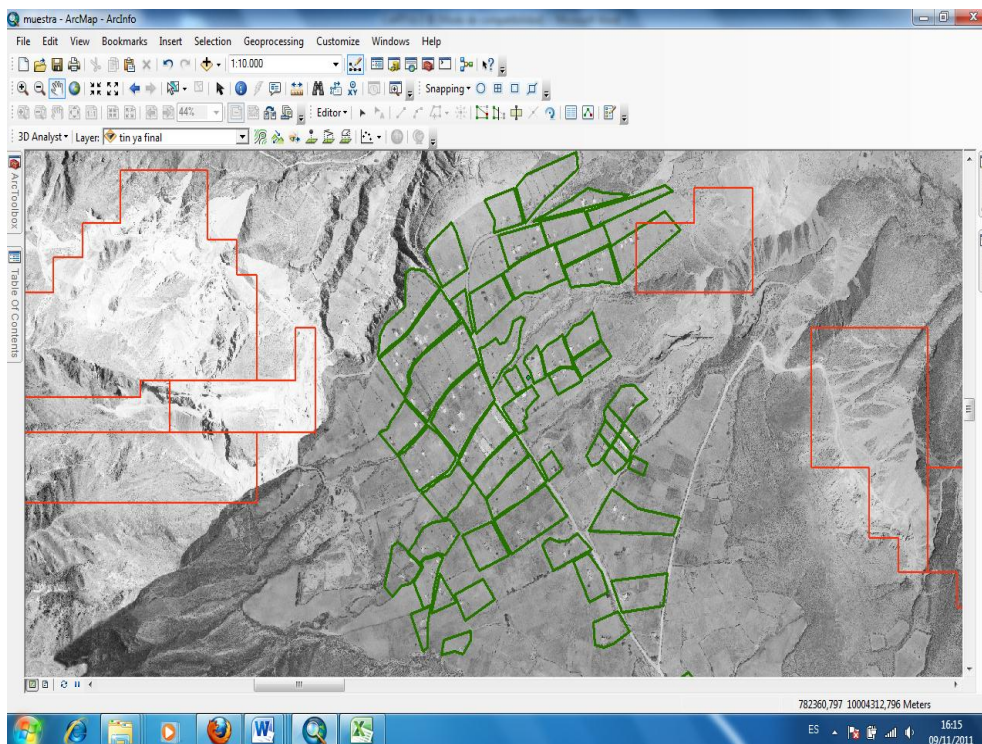 muestra - ArcMap - ArcInfo
File Edit View Bookmarks Insert Selection Geoprocessing Customize Windows Help
1:10.000
Snapping
44% Editor
3D Analyst Layer: tin ya final
ArcToolbox
Table Of Contents
782360,797 10004312,796 Meters
ES 16:15
09/11/2011